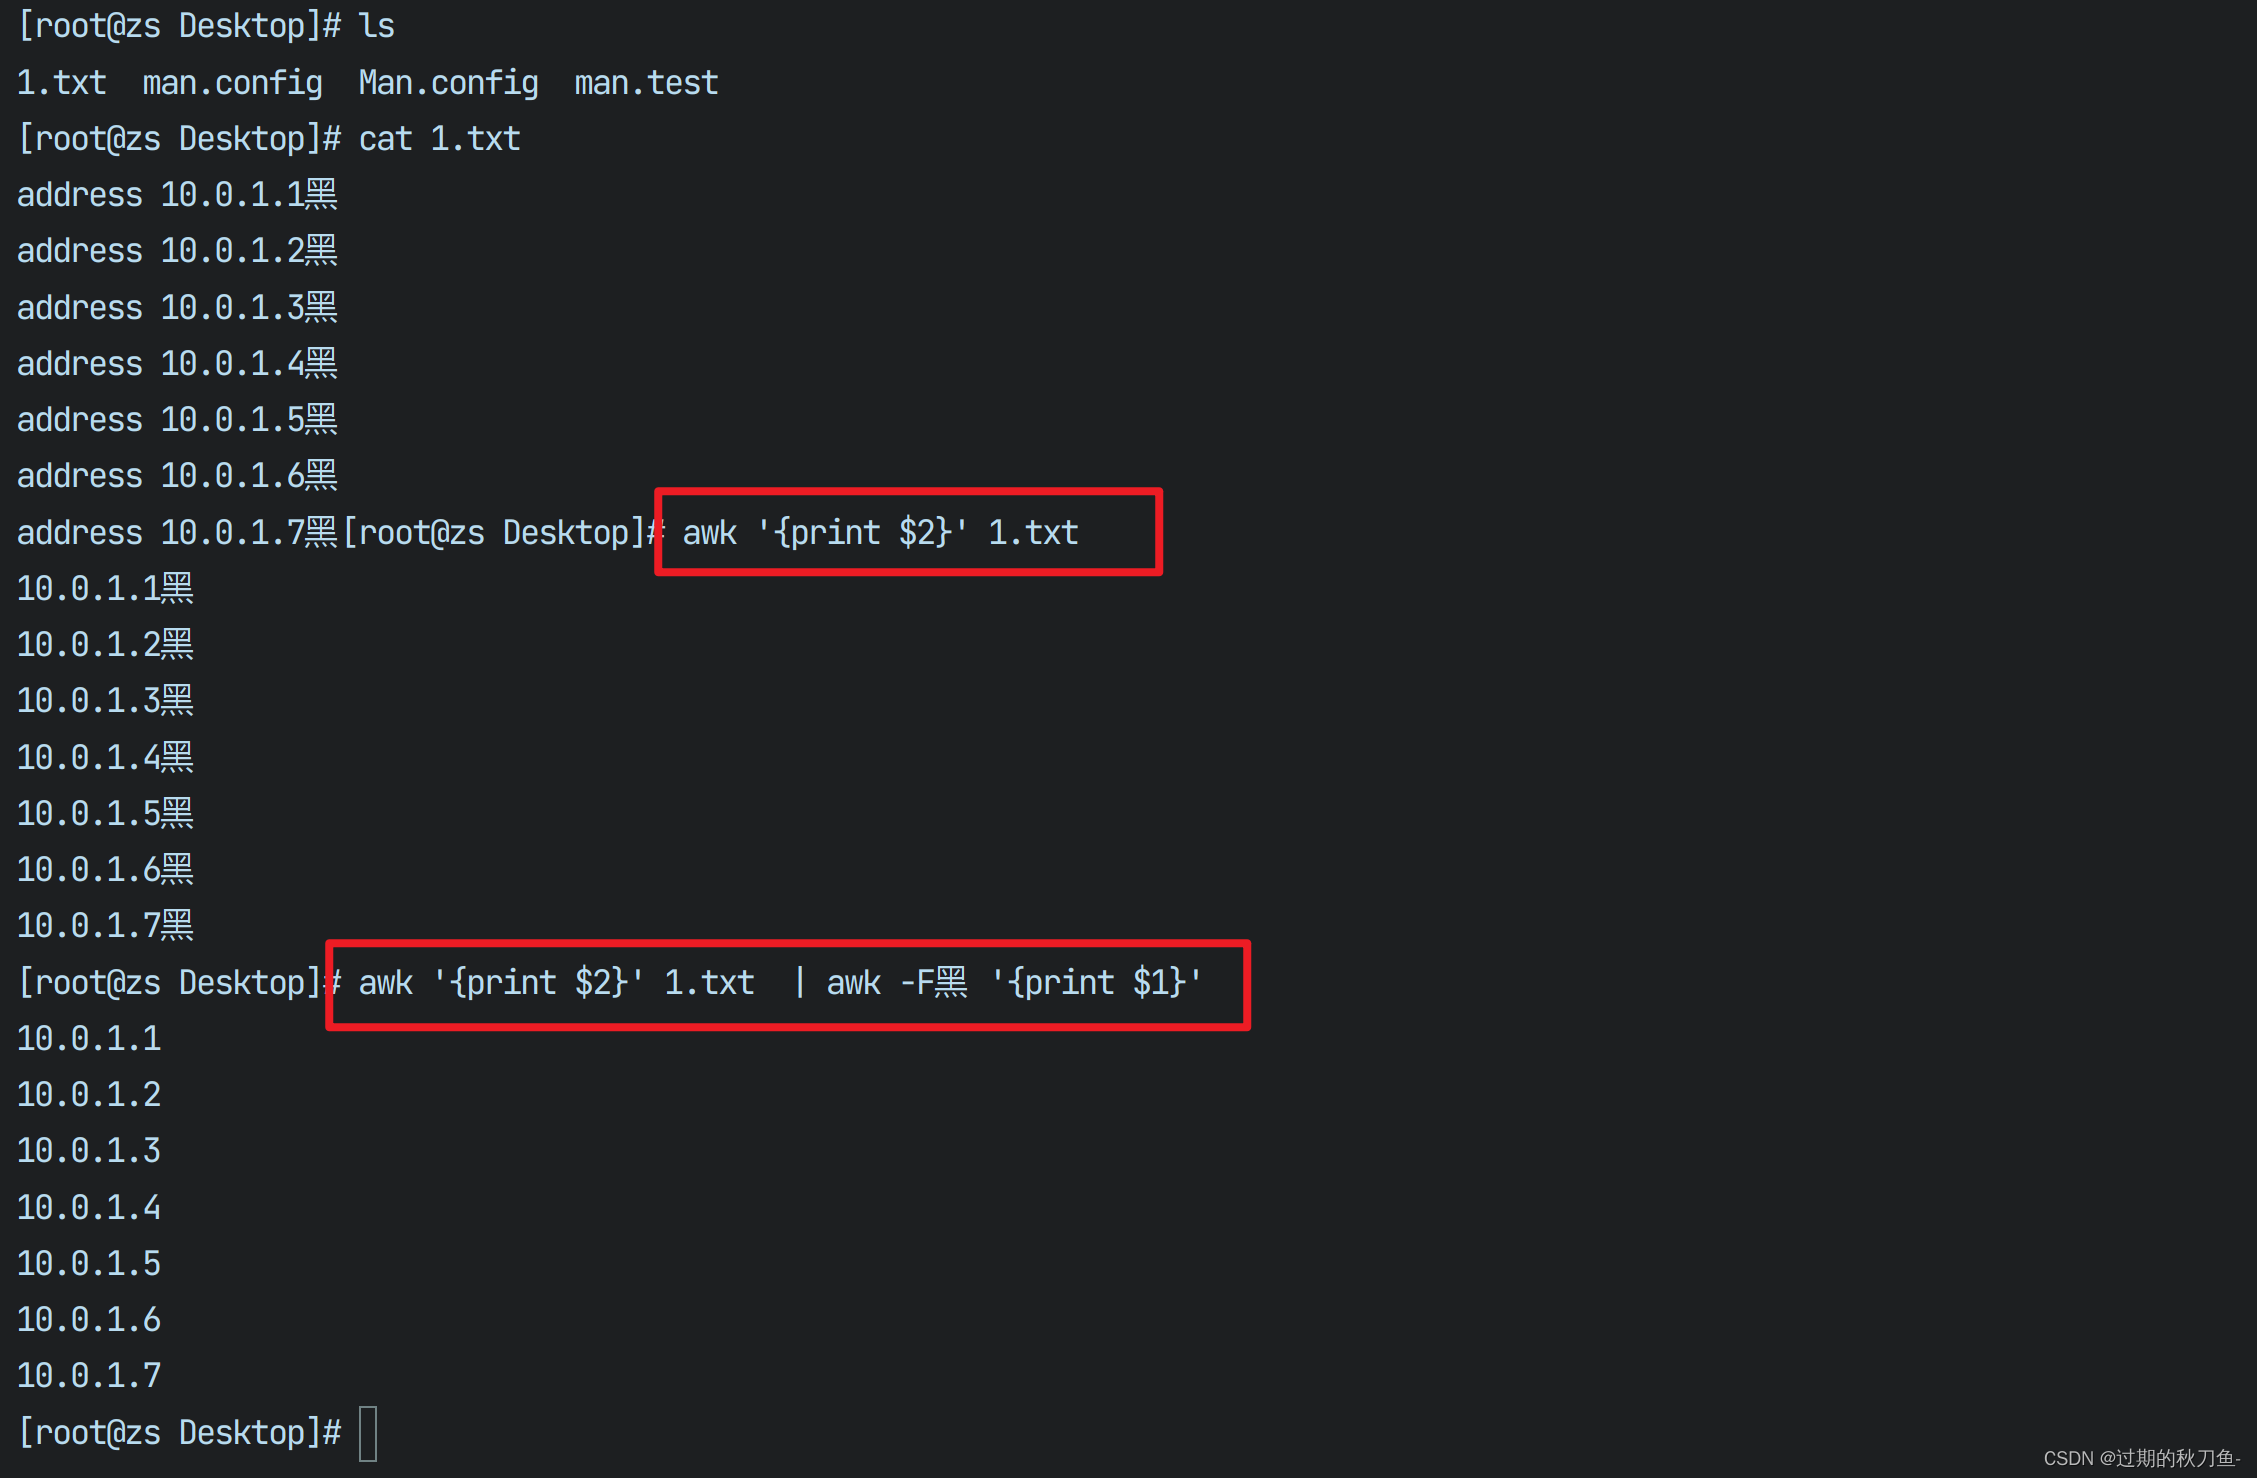 [root@zs Desktop]# ls
1.txt  man.config  Man.config  man.test
[root@zs Desktop]# cat 1.txt
address 10.0.1.1黑
address 10.0.1.2黑
address 10.0.1.3黑
address 10.0.1.4黑
address 10.0.1.5黑
address 10.0.1.6黑
address 10.0.1.7黑[root@zs Desktop]# awk '{print $2}' 1.txt
10.0.1.1黑
10.0.1.2黑
10.0.1.3黑
10.0.1.4黑
10.0.1.5黑
10.0.1.6黑
10.0.1.7黑
[root@zs Desktop]# awk '{print $2}' 1.txt  | awk -F黑 '{print $1}'
10.0.1.1
10.0.1.2
10.0.1.3
10.0.1.4
10.0.1.5
10.0.1.6
10.0.1.7
[root@zs Desktop]#
CSDN @过期的秋刀鱼-